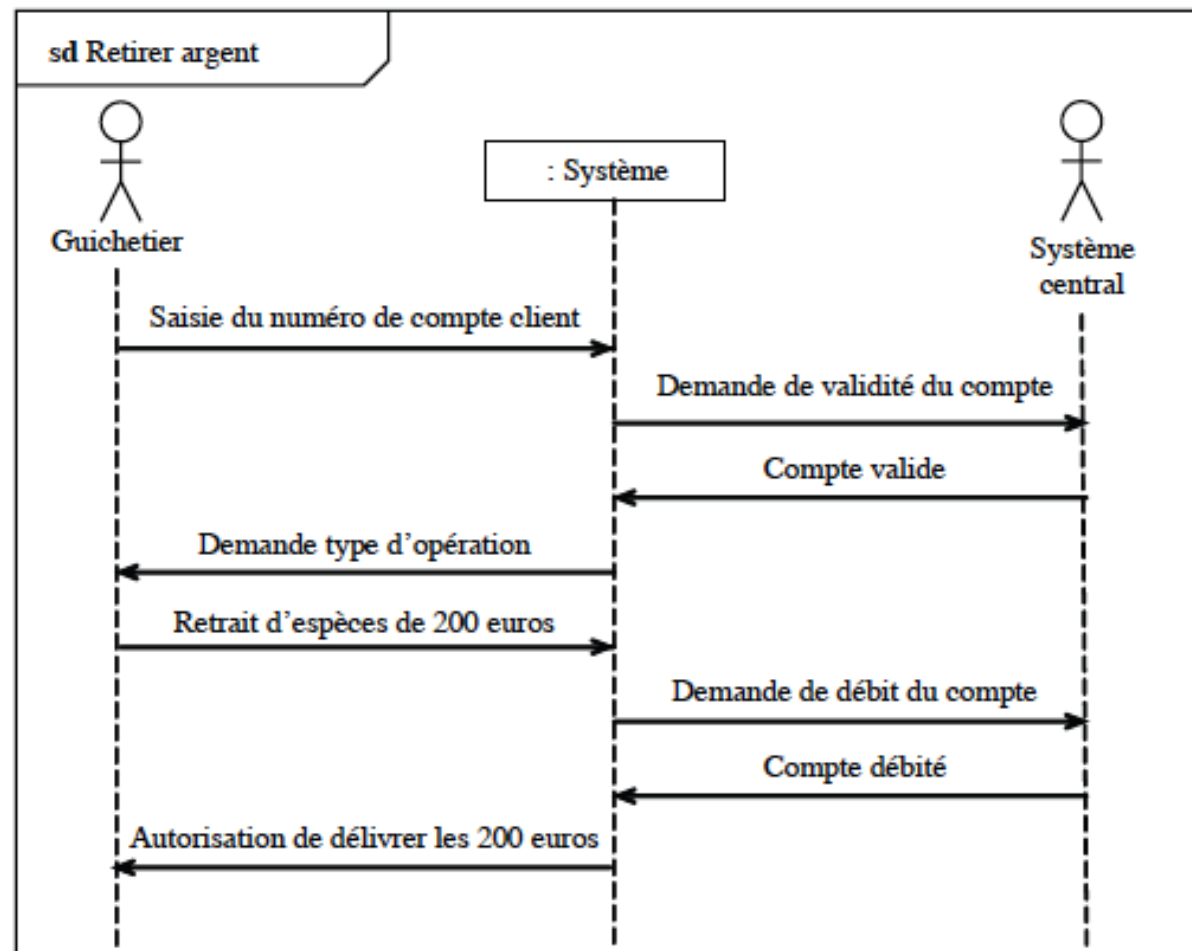 sd Retirer argent
: Système
Guichetier
Système
central
Saisie du numéro de compte client
Demande de validité du compte
Compte valide
Demande type d’opération
Retrait d’espèces de 200 euros
Demande de débit du compte
Compte débité
Autorisation de délivrer les 200 euros